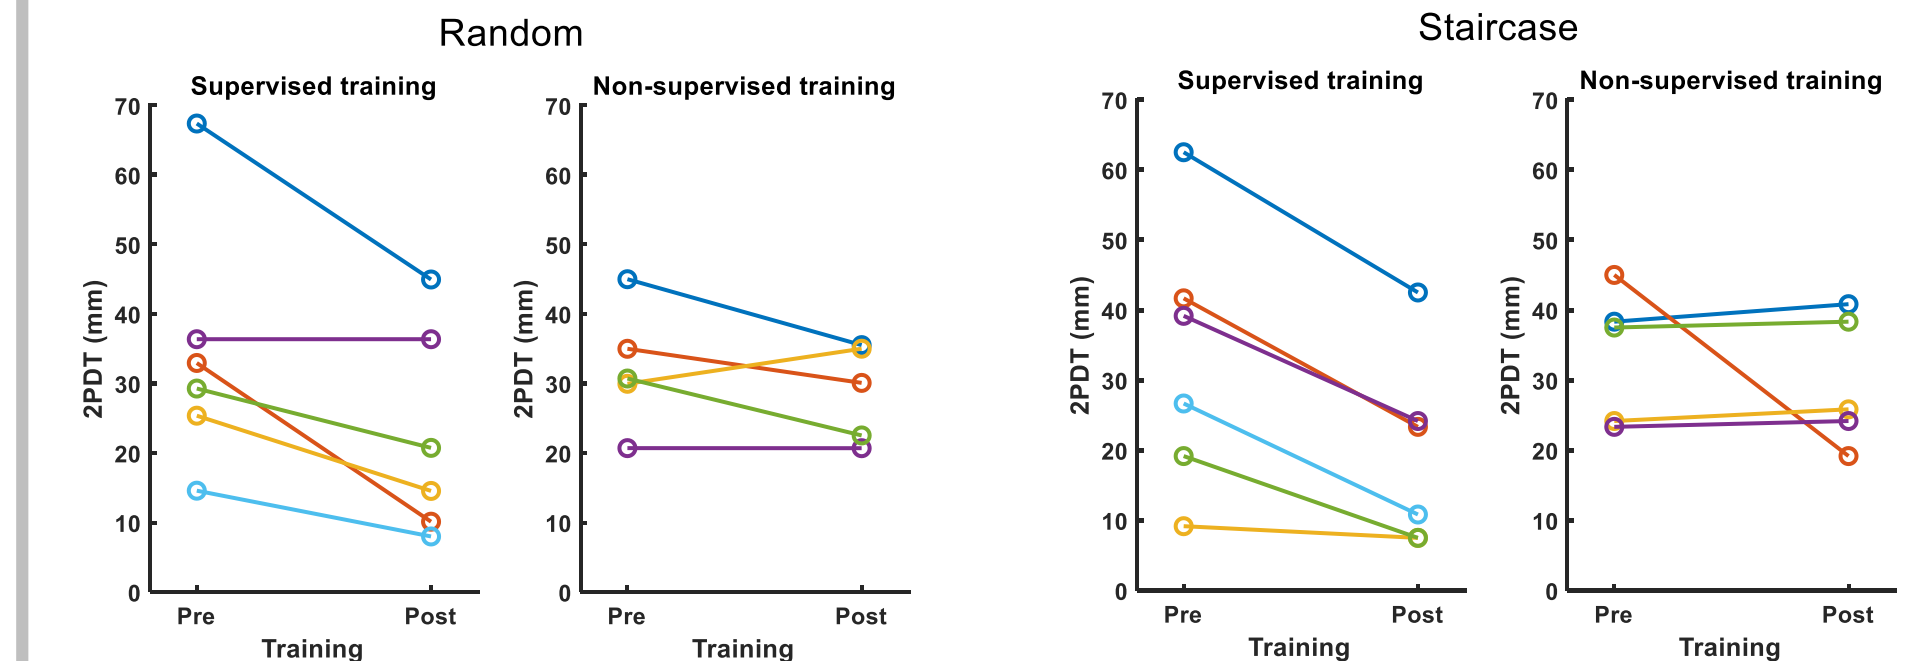 Random
Staircase
Supervised training
Non-supervised training
Supervised training
Non-supervised training
70
60
50
40
30
20
10
0
2PDT (mm)
Pre
Post
Training
70
60
50
40
30
20
10
0
2PDT (mm)
Pre
Post
Training
70
60
50
40
30
20
10
0
2PDT (mm)
Pre
Post
Training
70
60
50
40
30
20
10
0
2PDT (mm)
Pre
Post
Training